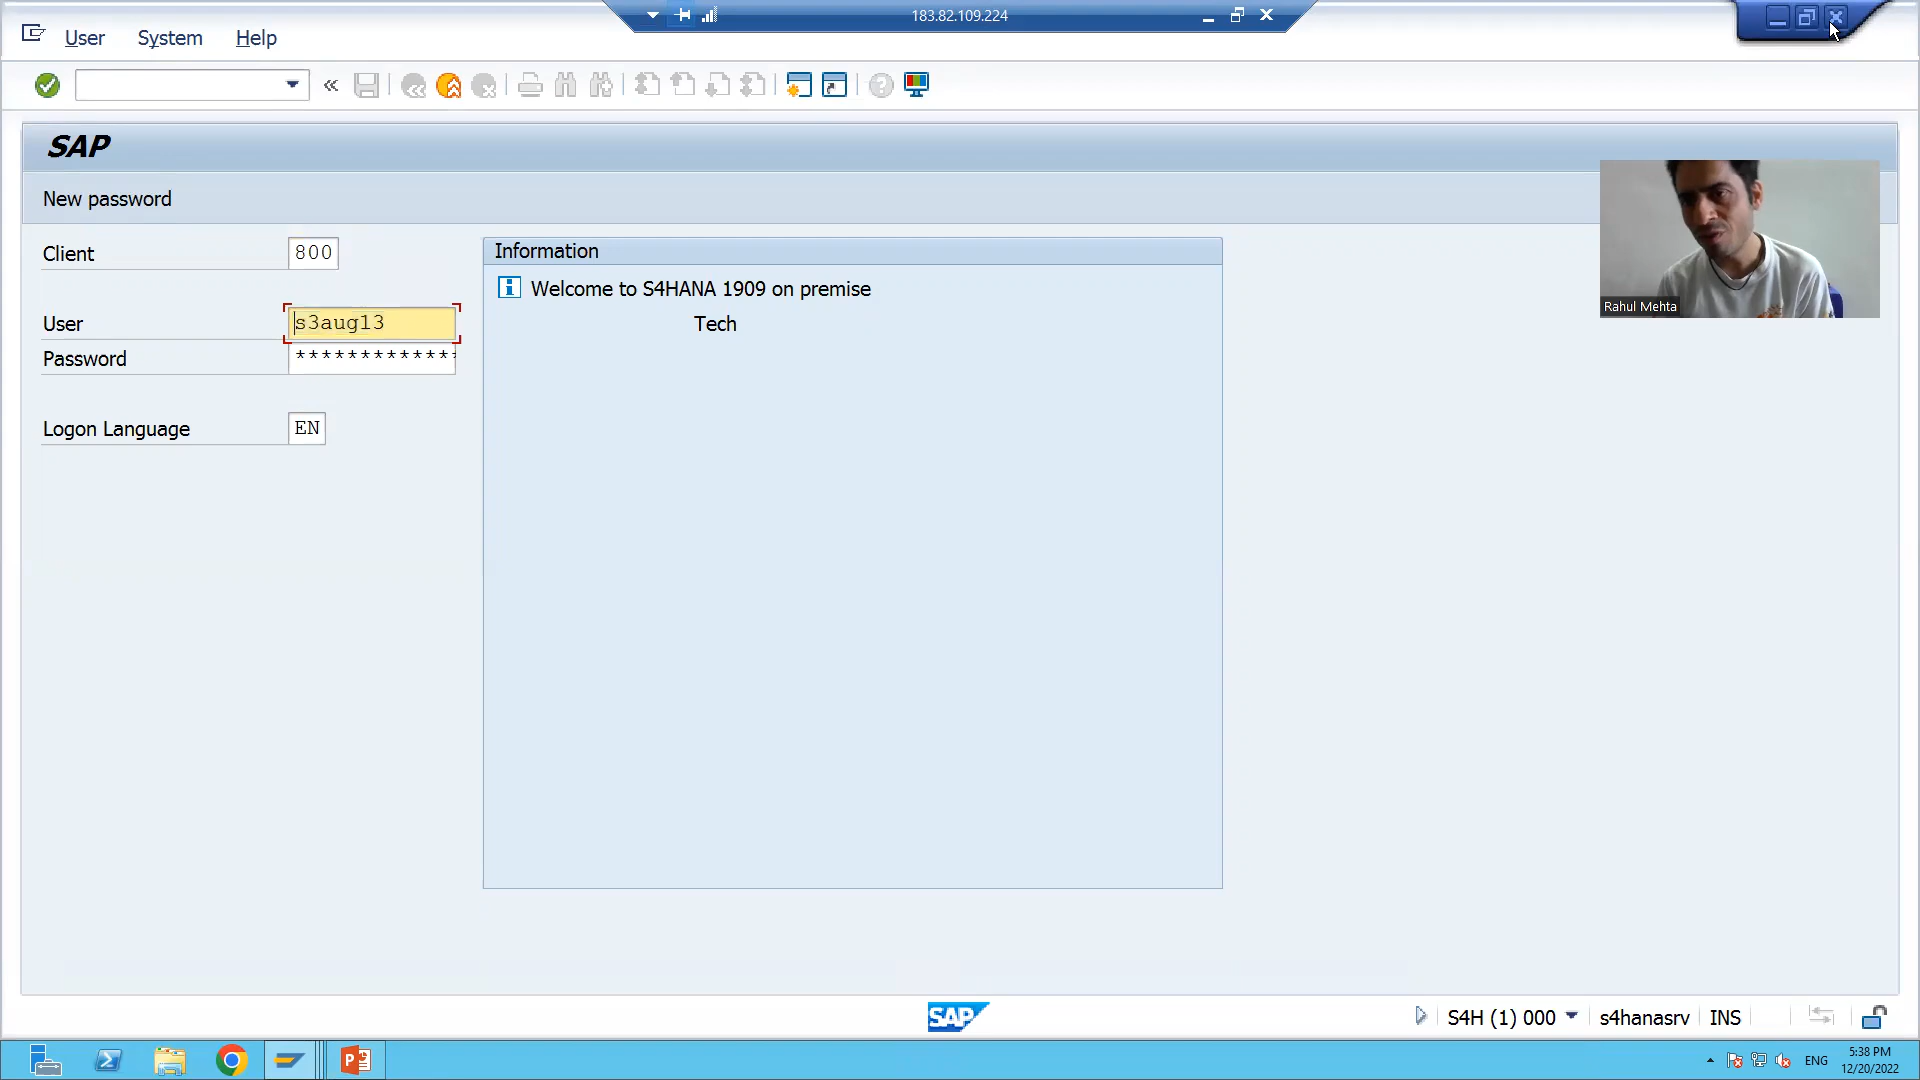 183.82.109.224
User System Help
SAP
New password
Client 800
Information
Welcome to S4HANA 1909 on premise
Tech
User s3aug13
Password *************
Logon Language EN
Rahul Mehta
SAP
S4H (1) 000 s4hanasrv INS
ENG
5:38 PM
12/20/2022